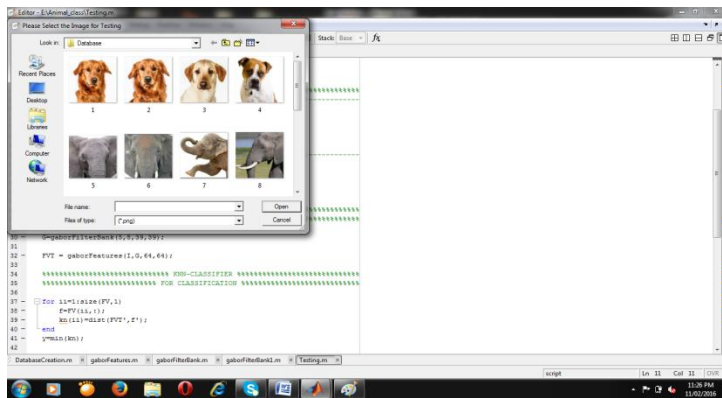 Editor - E:\Animal_class\Testing.m
Please Select the Image for Testing
Stack: Base
fx
Look in:
Database
Recent Places
Desktop
Libraries
Computer
Network
1 2 3 4
5 6 7 8
File name:
Open
Files of type:
(*.png)
Cancel
30 - G=gaborFilterBank(5,8,39,39);
31
32 - FVT = gaborFeatures(I,G,64,64);
33
34 %%%%%%%%%%%%%%%%%%%%%%%%%%%% KNN-CLASSIFIER %%%%%%%%%%%%%%%%%%%%%%%%%%%
35 %%%%%%%%%%%%%%%%%%%%%%%%%% FOR CLASSIFICATION %%%%%%%%%%%%%%%%%%%%%%%%%%
36
37 - for ii=1:size(FV,1)
38 - f=FV(ii,:);
39 - kn(ii)=dist(FVT',f');
40 - end
41 - y=min(kn);
42
DatabaseCreation.m gaborFeatures.m gaborFilterBank.m gaborFilterBank1.m Testing.m
script Ln 11 Col 11 OVR
11:26 PM
11/02/2016